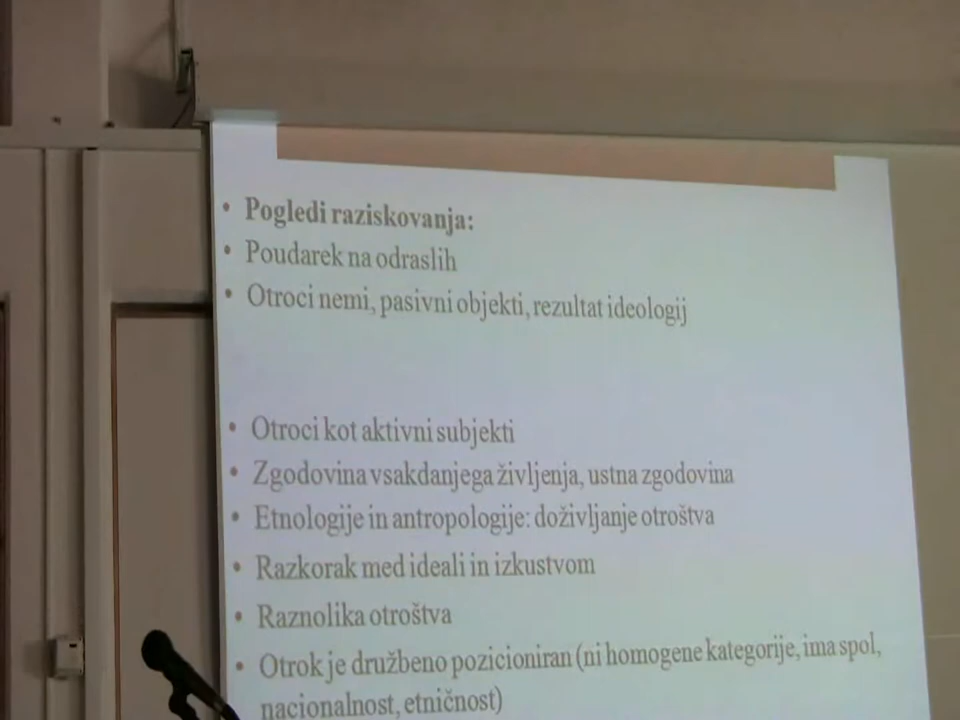 • Pogledi raziskovanja:
• Poudarek na odraslih
• Otroci nemi, pasivni objekti, rezultat ideologij
• Otroci kot aktivni subjekti
• Zgodovina vsakdanjega življenja, ustna zgodovina
• Etnologije in antropologije: doživljanje otroštva
• Razkorak med ideali in izkustvom
• Raznolika otroštva
• Otrok je družbeno pozicioniran (ni homogene kategorije, ima spol,
nacionalnost, etničnost)